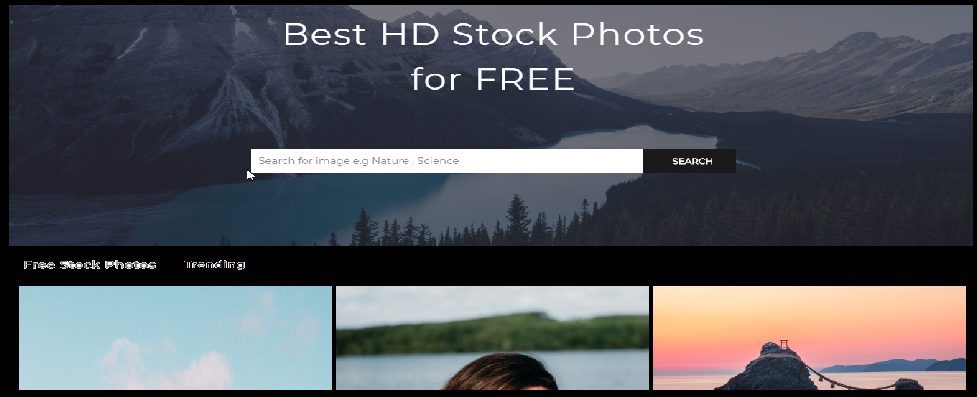 Best HD Stock Photos
for FREE
Search for image e.g Nature , Science
SEARCH
Free Stock Photos
Trending